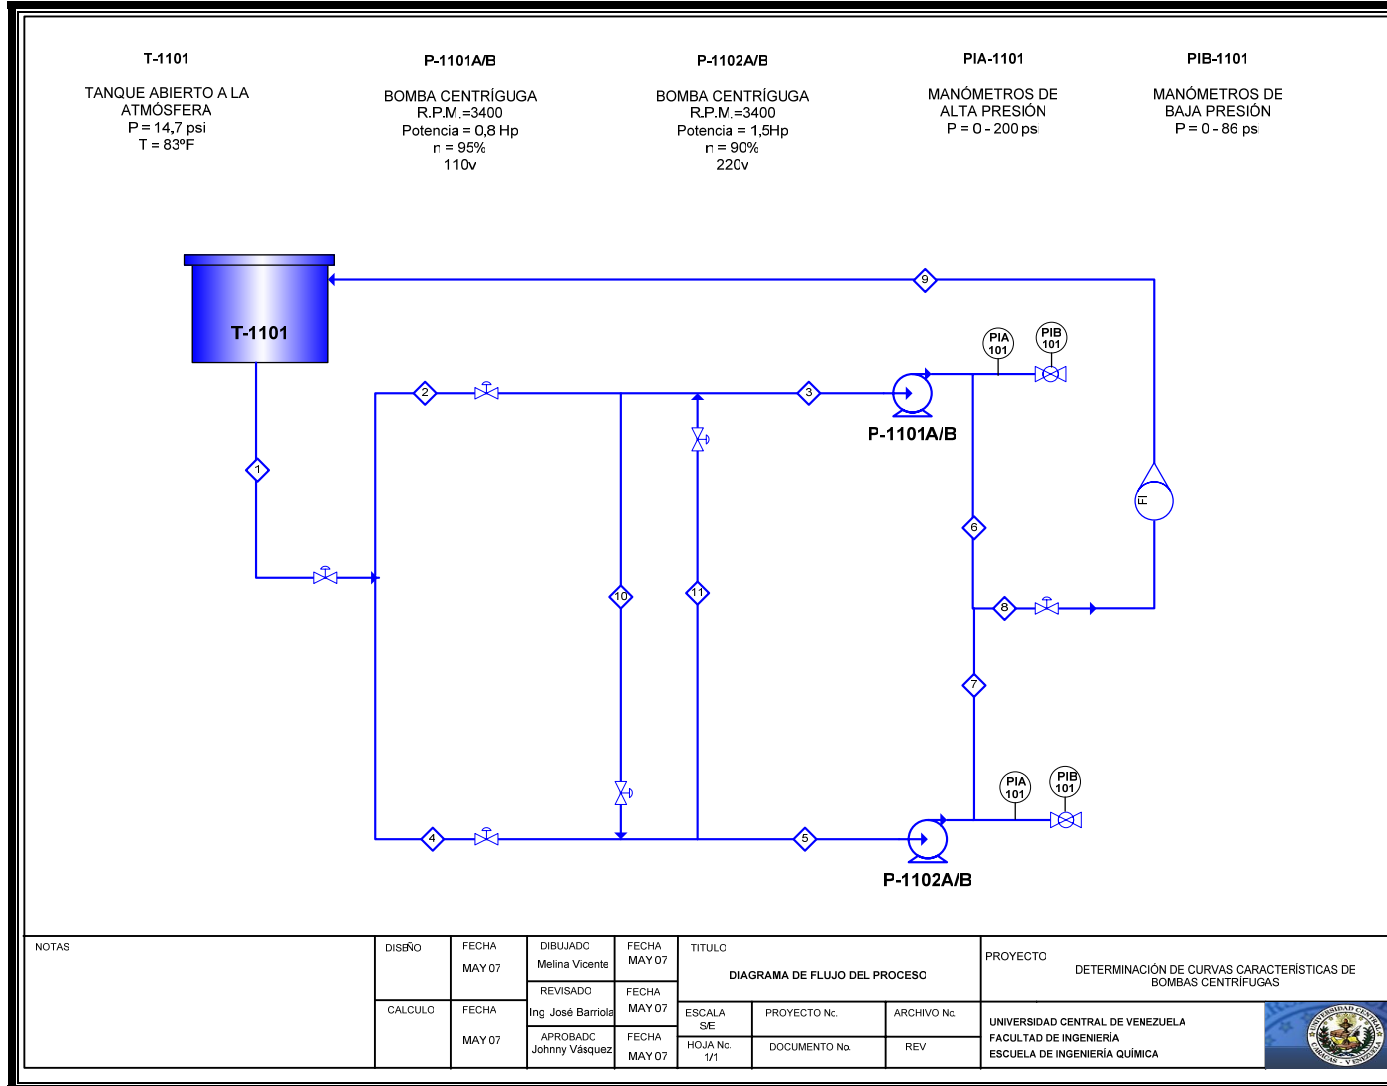 T-1101
TANQUE ABIERTO A LA
ATMÓSFERA
P = 14,7 psi
T = 83ºF
P-1101A/B
BOMBA CENTRÍGUGA
R.P.M.=3400
Potencia = 0,8 Hp
n = 95%
110v
P-1102A/B
BOMBA CENTRÍGUGA
R.P.M.=3400
Potencia = 1,5Hp
n = 90%
220v
PIA-1101
MANÓMETROS DE
ALTA PRESIÓN
P = 0 - 200 psi
PIB-1101
MANÓMETROS DE
BAJA PRESIÓN
P = 0 - 86 psi
T-1101
9
PIA
101
PIB
101
2
3
P-1101A/B
1
FI
6
10
11
8
7
PIA
101
PIB
101
4
5
P-1102A/B
NOTAS
DISEÑO
FECHA
MAY 07
DIBUJADO
Melina Vicente
FECHA
MAY 07
REVISADO
Ing. José Barriola
FECHA
MAY 07
CALCULO
FECHA
MAY 07
APROBADO
Johnny Vásquez
FECHA
MAY 07
TITULO
DIAGRAMA DE FLUJO DEL PROCESO
ESCALA
S/E
PROYECTO No.
ARCHIVO No.
HOJA No.
1/1
DOCUMENTO No.
REV
PROYECTO
DETERMINACIÓN DE CURVAS CARACTERÍSTICAS DE
BOMBAS CENTRÍFUGAS
UNIVERSIDAD CENTRAL DE VENEZUELA
FACULTAD DE INGENIERÍA
ESCUELA DE INGENIERÍA QUÍMICA
UNIVERSIDAD CENTRAL
CARACAS - VENEZUELA